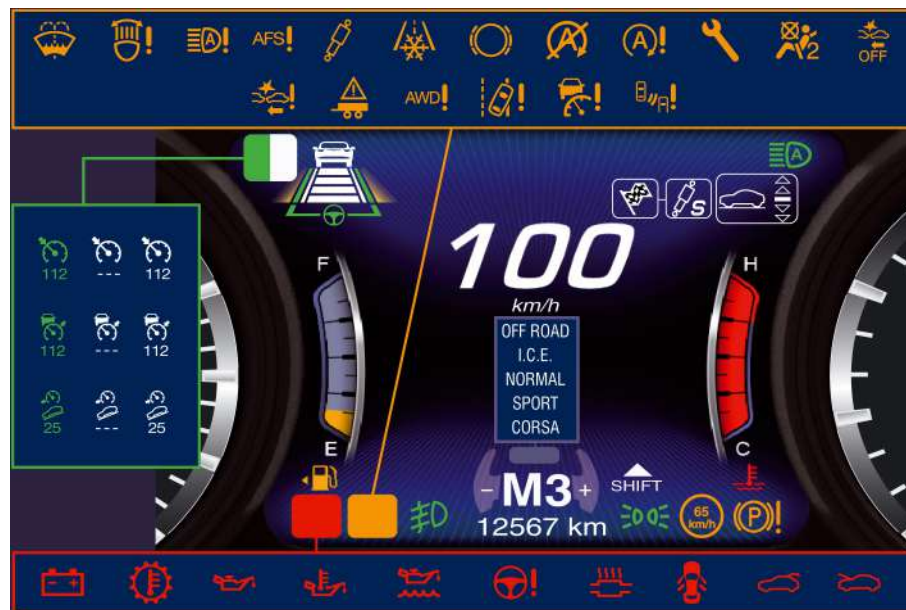 AFS!
A
A!
2
OFF
AWD!
A
S
112 --- 112
112 --- 112
25 --- 25
F
100
km/h
H
OFF ROAD
I.C.E.
NORMAL
SPORT
CORSA
E
C
- M3 +
SHIFT
12567 km
65
km/h
(P)!